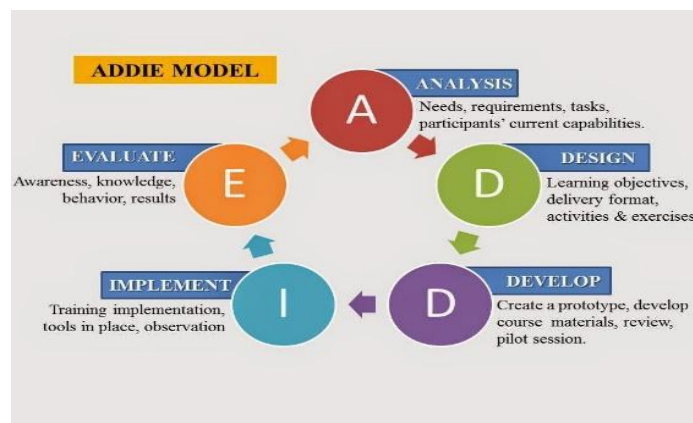 ADDIE MODEL
A
ANALYSIS
Needs, requirements, tasks,
participants' current capabilities.
D
DESIGN
Learning objectives,
delivery format,
activities & exercises
D
DEVELOP
Create a prototype, develop
course materials, review,
pilot session.
I
IMPLEMENT
Training implementation,
tools in place, observation
E
EVALUATE
Awareness, knowledge,
behavior, results